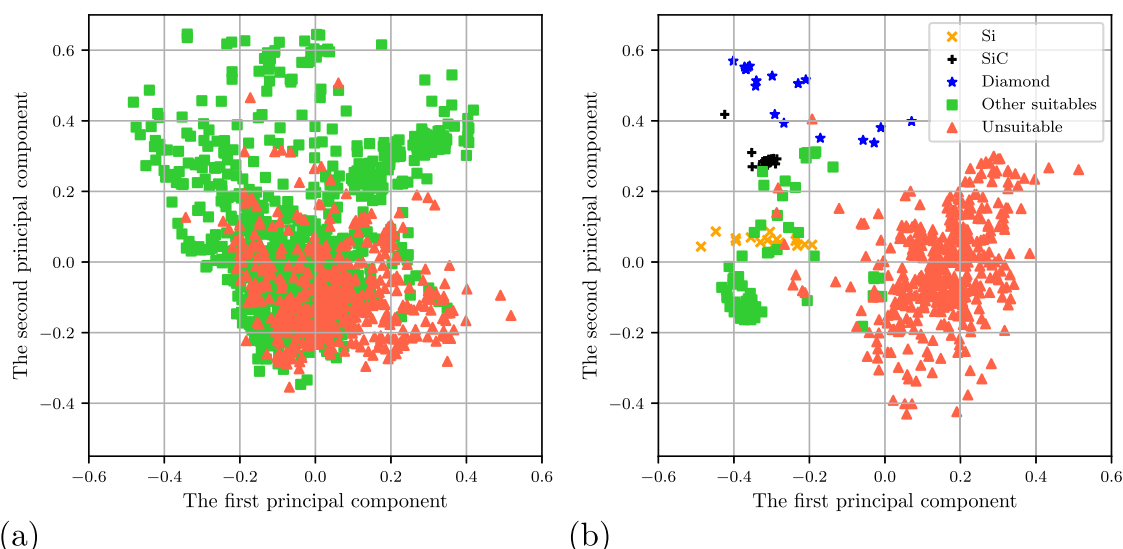 0.6
0.4
0.2
0.0
−0.2
−0.4
−0.6
−0.4
−0.2
0.0
0.2
0.4
0.6
The second principal component
The first principal component
(a)
0.6
0.4
0.2
0.0
−0.2
−0.4
−0.6
−0.4
−0.2
0.0
0.2
0.4
0.6
The second principal component
The first principal component
Si
SiC
Diamond
Other suitables
Unsuitable
(b)